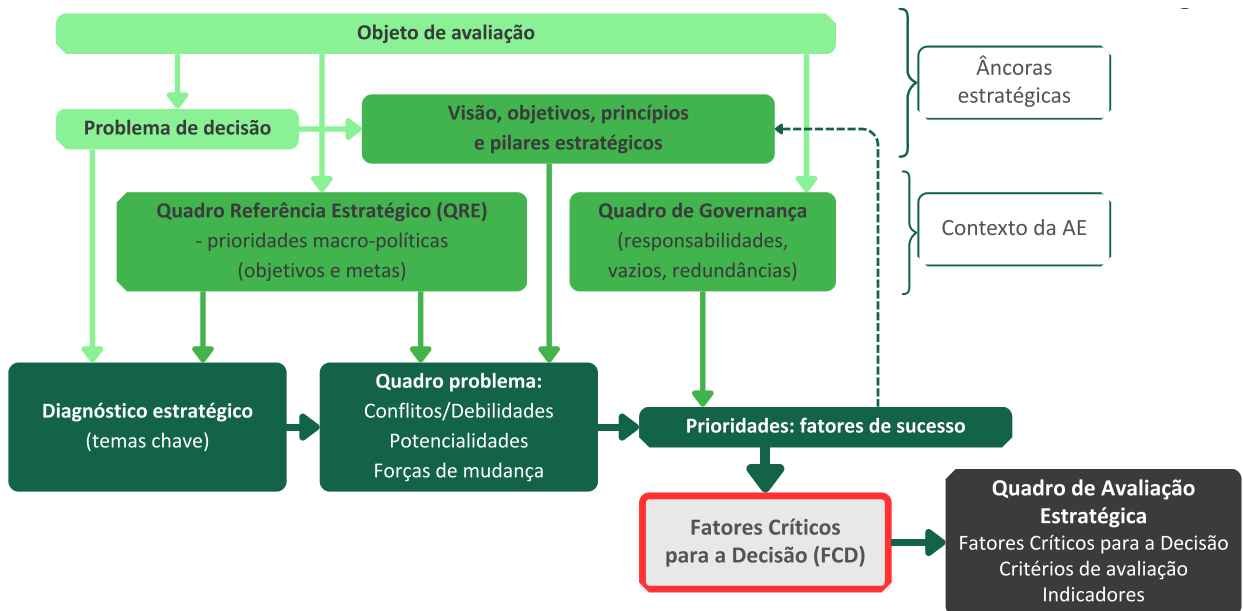 Objeto de avaliação
Âncoras
estratégicas
Problema de decisão
Visão, objetivos, princípios
e pilares estratégicos
Quadro Referência Estratégico (QRE)
- prioridades macro-políticas
(objetivos e metas)
Quadro de Governança
(responsabilidades,
vazios, redundâncias)
Contexto da AE
Diagnóstico estratégico
(temas chave)
Quadro problema:
Conflitos/Debilidades
Potencialidades
Forças de mudança
Prioridades: fatores de sucesso
Fatores Críticos
para a Decisão (FCD)
Quadro de Avaliação
Estratégica
Fatores Críticos para a Decisão
Critérios de avaliação
Indicadores